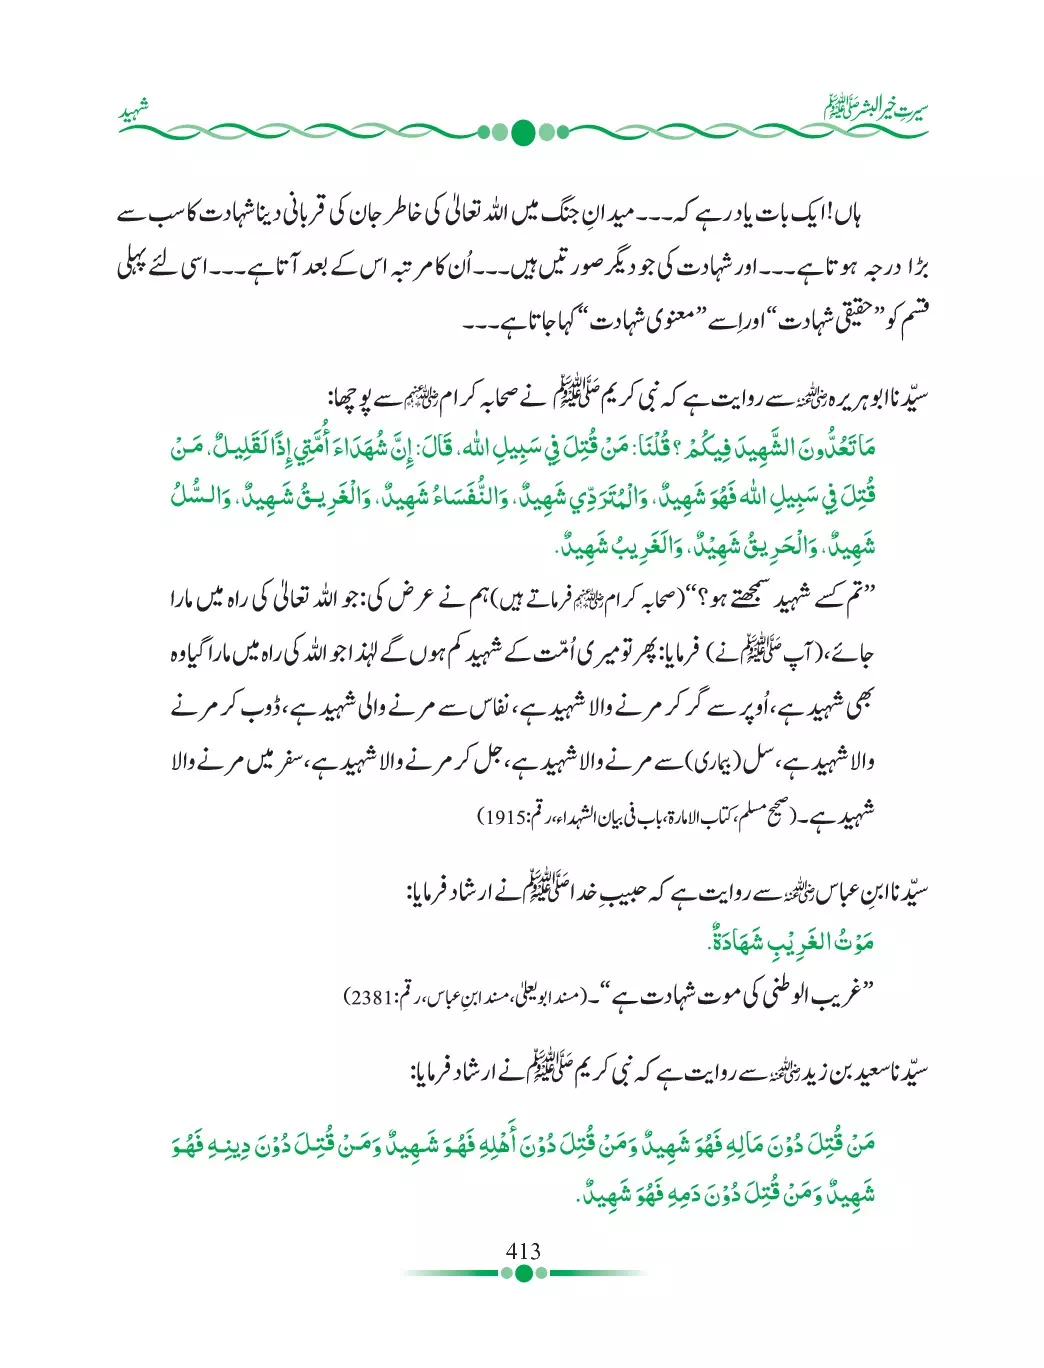 سیرتِ خیر البشر ﷺ
شہید
ہاں! ایک بات یاد رہے کہ۔۔۔ میدانِ جنگ میں اللہ تعالیٰ کی خاطر جان کی قربانی دینا شہادت کا سب سے
بڑا درجہ ہوتا ہے۔۔۔ اور شہادت کی جو دیگر صورتیں ہیں۔۔۔ اُن کا مرتبہ اس کے بعد آتا ہے۔۔۔ اسی لئے پہلی
قسم کو ”حقیقی شہادت“ اور اِسے ”معنوی شہادت“ کہا جاتا ہے۔۔۔
سیّدنا ابوہریرہ رضی اللہ عنہ سے روایت ہے کہ نبی کریم ﷺ نے صحابہ کرام رضی اللہ عنہم سے پوچھا:
مَا تَعُدُّونَ الشَّهِيدَ فِيكُمْ؟ قُلْنَا: مَنْ قُتِلَ فِي سَبِيلِ الله، قَالَ: إِنَّ شُهَدَاءَ أُمَّتِي إِذًا لَقَلِيلٌ، مَنْ
قُتِلَ فِي سَبِيلِ الله فَهُوَ شَهِيدٌ، وَالْمُتَرَدِّي شَهِيدٌ، وَالنُّفَسَاءُ شَهِيدٌ، وَالْغَرِيقُ شَهِيدٌ، وَالسُّلُّ
شَهِيدٌ، وَالْحَرِيقُ شَهِيْدٌ، وَالَغَرِيبُ شَهِيدٌ.
”تم کسے شہید سمجھتے ہو؟“ (صحابہ کرام رضی اللہ عنہم فرماتے ہیں) ہم نے عرض کی: جو اللہ تعالیٰ کی راہ میں مارا
جائے، (آپ ﷺ نے) فرمایا: پھر تو میری اُمّت کے شہید کم ہوں گے لہٰذا جو اللہ کی راہ میں مارا گیا وہ
بھی شہید ہے، اُوپر سے گر کر مرنے والا شہید ہے، نفاس سے مرنے والی شہید ہے، ڈوب کر مرنے
والا شہید ہے، سل (بیماری) سے مرنے والا شہید ہے، جل کر مرنے والا شہید ہے، سفر میں مرنے والا
شہید ہے۔ (صحیح مسلم، کتاب الامارۃ، باب فی بیان الشہداء، رقم: 1915)
سیّدنا ابنِ عباس رضی اللہ عنہ سے روایت ہے کہ حبیبِ خدا ﷺ نے ارشاد فرمایا:
مَوْتُ الغَرِيْبِ شَهَادَةٌ.
”غریب الوطنی کی موت شہادت ہے“۔ (مسند ابو یعلیٰ، مسند ابنِ عباس، رقم: 2381)
سیّدنا سعید بن زید رضی اللہ عنہ سے روایت ہے کہ نبی کریم ﷺ نے ارشاد فرمایا:
مَنْ قُتِلَ دُوْنَ مَالِهِ فَهُوَ شَهِيدٌ وَمَنْ قُتِلَ دُوْنَ أَهْلِهِ فَهُوَ شَهِيدٌ وَمَنْ قُتِلَ دُوْنَ دِينِهِ فَهُوَ
شَهِيدٌ وَمَنْ قُتِلَ دُوْنَ دَمِهِ فَهُوَ شَهِيدٌ.
413